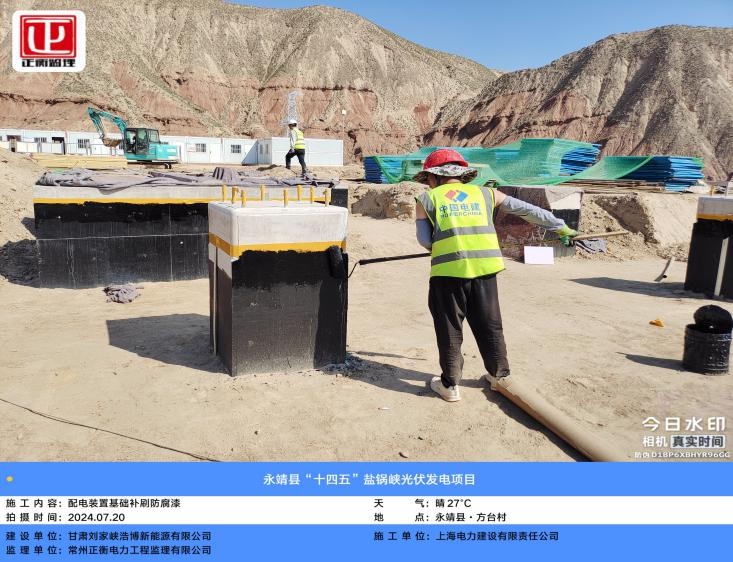 正衡监理
中国电建
POWERCHINA
今日水印
相机 真实时间
防伪 D1BP6XBHYR96GG
永靖县“十四五”盐锅峡光伏发电项目
施工内容：配电装置基础补刷防腐漆
天 气：晴 27℃
拍摄时间：2024.07.20
地 点：永靖县·方台村
建设单位：甘肃刘家峡浩博新能源有限公司
施工单位：上海电力建设有限责任公司
监理单位：常州正衡电力工程监理有限公司